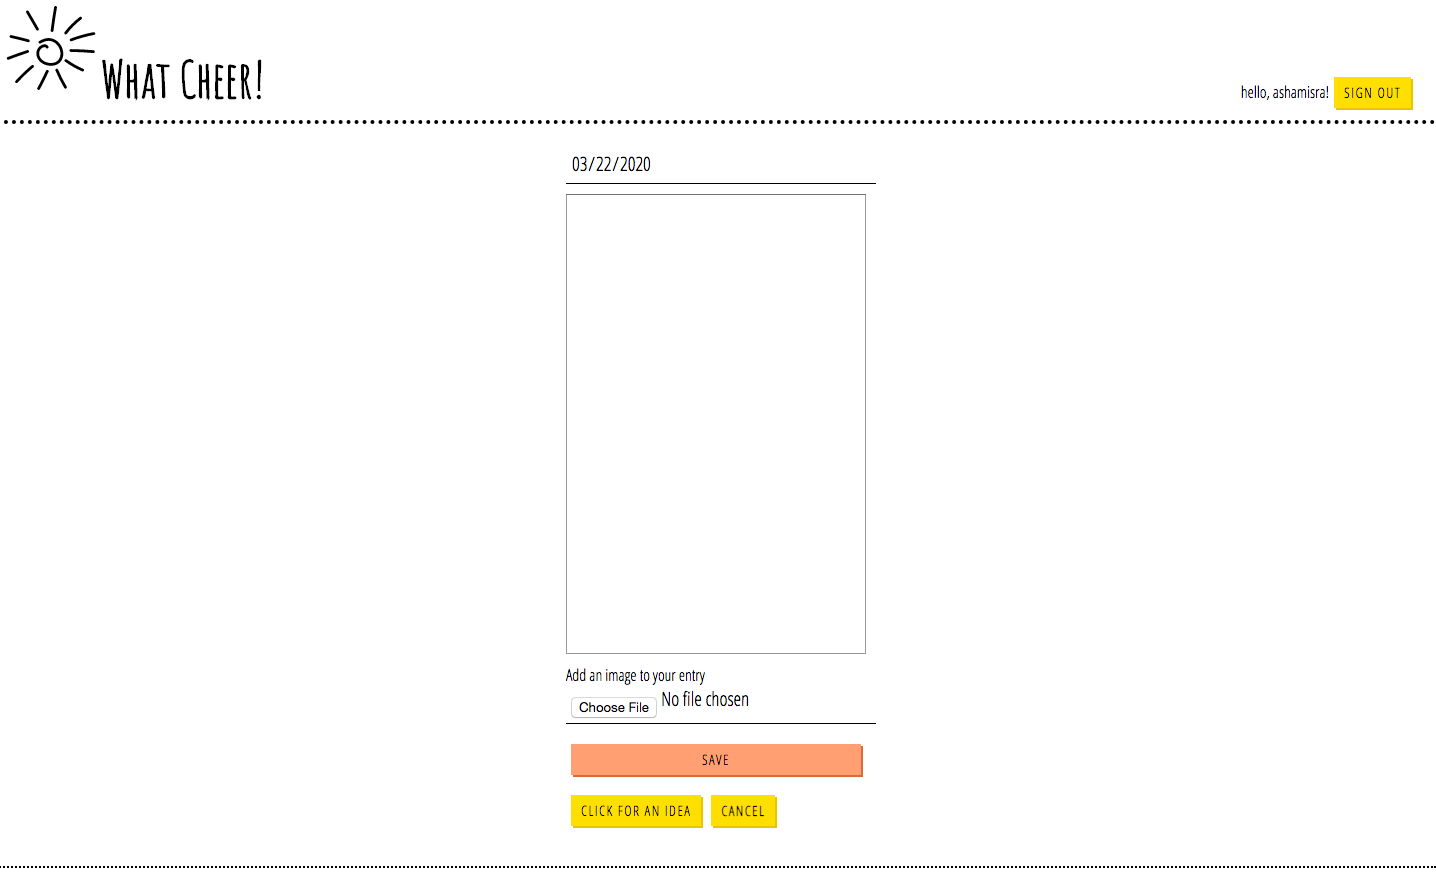 What Cheer!
hello, ashamisra! SIGN OUT
03/22/2020
Add an image to your entry
Choose File No file chosen
SAVE
CLICK FOR AN IDEA CANCEL